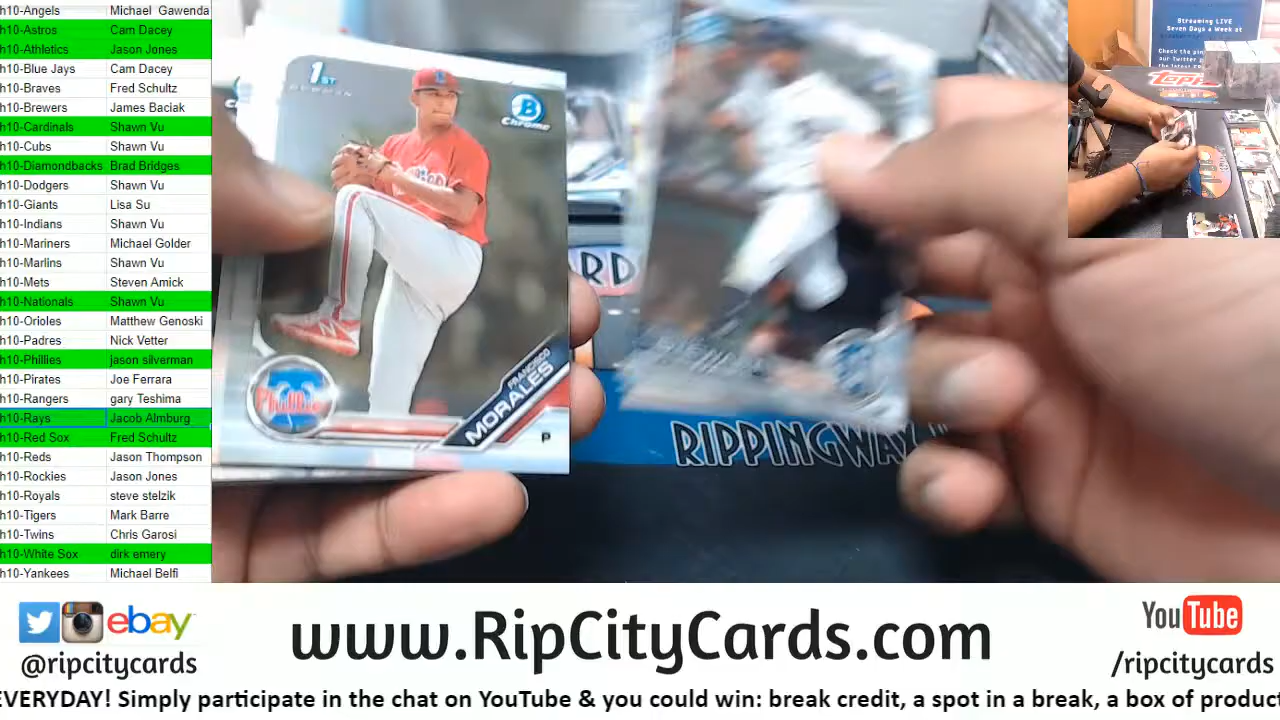 h10-Angels Michael Gawenda
h10-Astros Cam Dacey
h10-Athletics Jason Jones
h10-Blue Jays Cam Dacey
h10-Braves Fred Schultz
h10-Brewers James Baciak
h10-Cardinals Shawn Vu
h10-Cubs Shawn Vu
h10-Diamondbacks Brad Bridges
h10-Dodgers Shawn Vu
h10-Giants Lisa Su
h10-Indians Shawn Vu
h10-Mariners Michael Golder
h10-Marlins Shawn Vu
h10-Mets Steven Amick
h10-Nationals Shawn Vu
h10-Orioles Matthew Genoski
h10-Padres Nick Vetter
h10-Phillies jason silverman
h10-Pirates Joe Ferrara
h10-Rangers gary Teshima
h10-Rays Jacob Almburg
h10-Red Sox Fred Schultz
h10-Reds Jason Thompson
h10-Rockies Jason Jones
h10-Royals steve stelzik
h10-Tigers Mark Barre
h10-Twins Chris Garosi
h10-White Sox dirk emery
h10-Yankees Michael Belfi
1ST
BOWMAN
B
Chrome
Phillies
FRANCISCO
MORALES
P
RIPPINGWAX
Streaming LIVE
Seven Days a Week at
Check the
our Twitter
Topps
ebay
@ripcitycards
www.RipCityCards.com
YouTube
/ripcitycards
EVERYDAY! Simply participate in the chat on YouTube & you could win: break credit, a spot in a break, a box of product